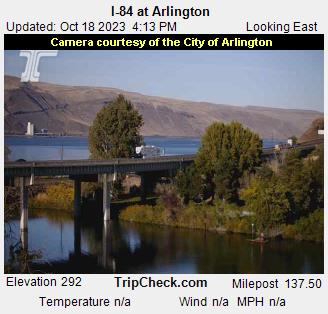 I-84 at Arlington
Updated: Oct 18 2023 4:13 PM Looking East
Camera courtesy of the City of Arlington
Elevation 292 TripCheck.com Milepost 137.50
Temperature n/a Wind n/a MPH n/a